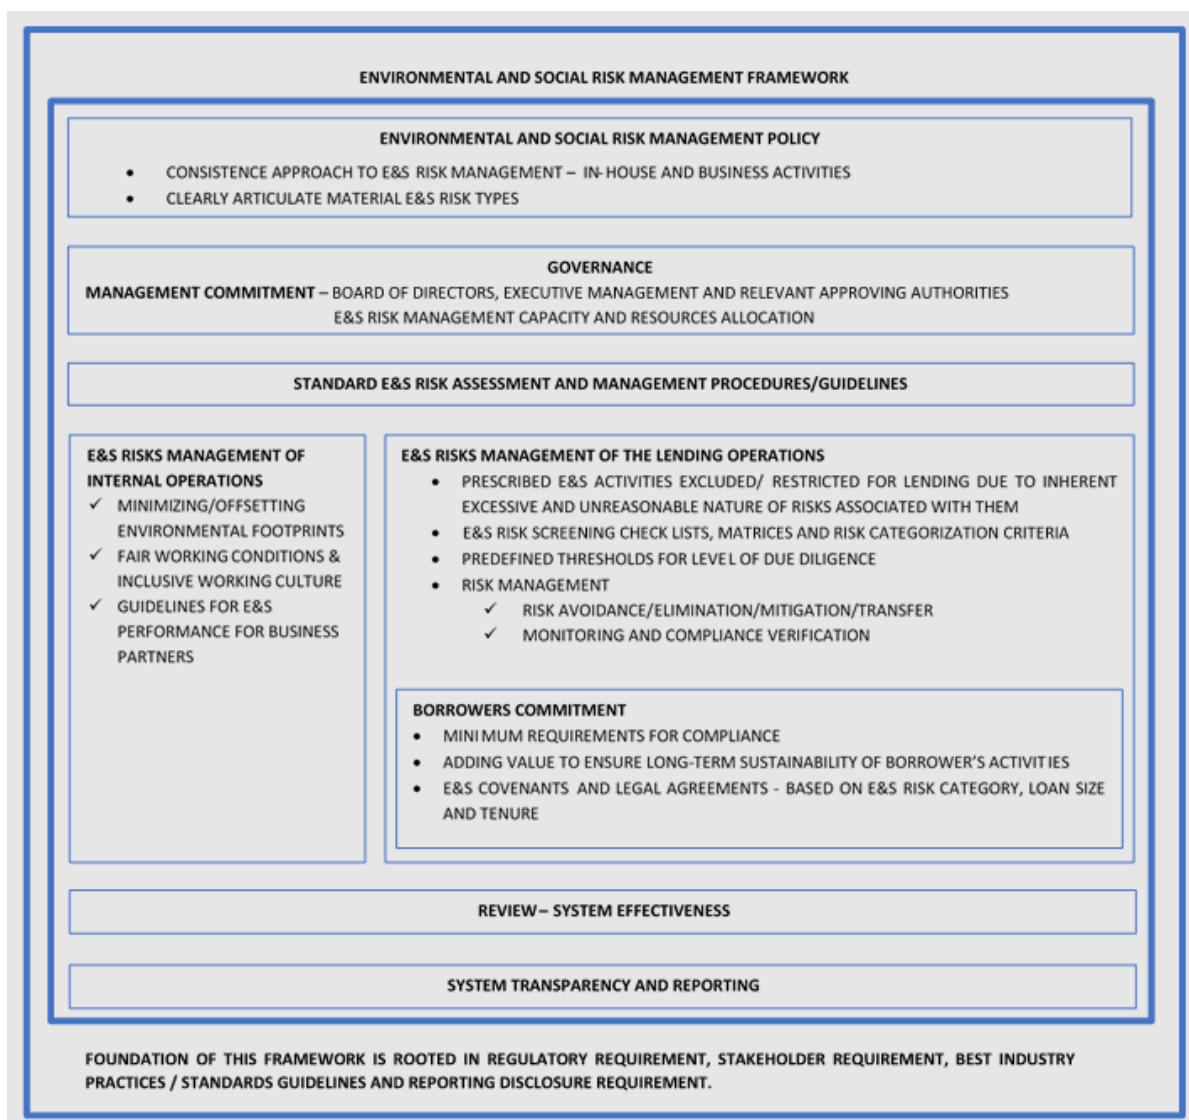 ENVIRONMENTAL AND SOCIAL RISK MANAGEMENT FRAMEWORK
ENVIRONMENTAL AND SOCIAL RISK MANAGEMENT POLICY
• CONSISTENCE APPROACH TO E&S RISK MANAGEMENT – IN-HOUSE AND BUSINESS ACTIVITIES
• CLEARLY ARTICULATE MATERIAL E&S RISK TYPES
GOVERNANCE
MANAGEMENT COMMITMENT – BOARD OF DIRECTORS, EXECUTIVE MANAGEMENT AND RELEVANT APPROVING AUTHORITIES
E&S RISK MANAGEMENT CAPACITY AND RESOURCES ALLOCATION
STANDARD E&S RISK ASSESSMENT AND MANAGEMENT PROCEDURES/GUIDELINES
E&S RISKS MANAGEMENT OF
INTERNAL OPERATIONS
✓ MINIMIZING/OFFSETTING
ENVIRONMENTAL FOOTPRINTS
✓ FAIR WORKING CONDITIONS &
INCLUSIVE WORKING CULTURE
✓ GUIDELINES FOR E&S
PERFORMANCE FOR BUSINESS
PARTNERS
E&S RISKS MANAGEMENT OF THE LENDING OPERATIONS
• PRESCRIBED E&S ACTIVITIES EXCLUDED/ RESTRICTED FOR LENDING DUE TO INHERENT
EXCESSIVE AND UNREASONABLE NATURE OF RISKS ASSOCIATED WITH THEM
• E&S RISK SCREENING CHECK LISTS, MATRICES AND RISK CATEGORIZATION CRITERIA
• PREDEFINED THRESHOLDS FOR LEVEL OF DUE DILIGENCE
• RISK MANAGEMENT
✓ RISK AVOIDANCE/ELIMINATION/MITIGATION/TRANSFER
✓ MONITORING AND COMPLIANCE VERIFICATION
BORROWERS COMMITMENT
• MINIMUM REQUIREMENTS FOR COMPLIANCE
• ADDING VALUE TO ENSURE LONG-TERM SUSTAINABILITY OF BORROWER'S ACTIVITIES
• E&S COVENANTS AND LEGAL AGREEMENTS - BASED ON E&S RISK CATEGORY, LOAN SIZE
AND TENURE
REVIEW – SYSTEM EFFECTIVENESS
SYSTEM TRANSPARENCY AND REPORTING
FOUNDATION OF THIS FRAMEWORK IS ROOTED IN REGULATORY REQUIREMENT, STAKEHOLDER REQUIREMENT, BEST INDUSTRY
PRACTICES / STANDARDS GUIDELINES AND REPORTING DISCLOSURE REQUIREMENT.